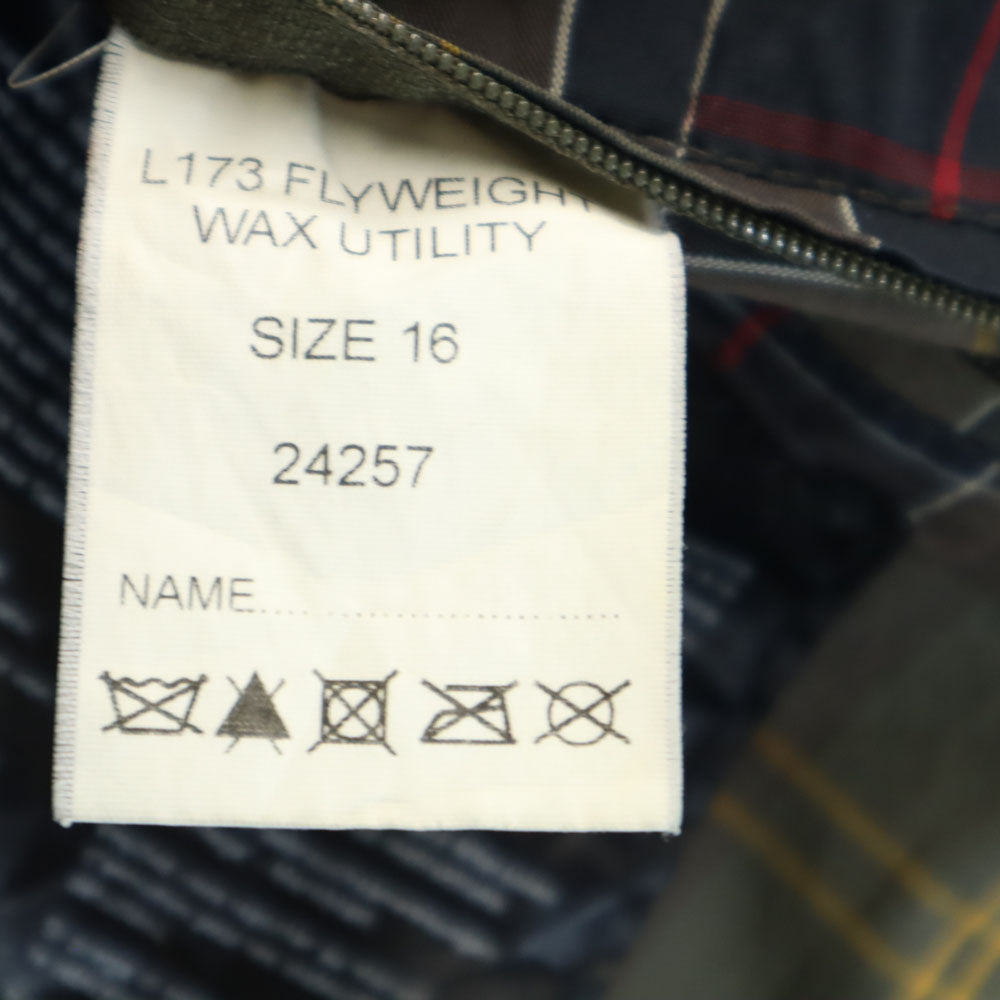 L173 FLYWEIGHT
WAX UTILITY
SIZE 16
24257
NAME